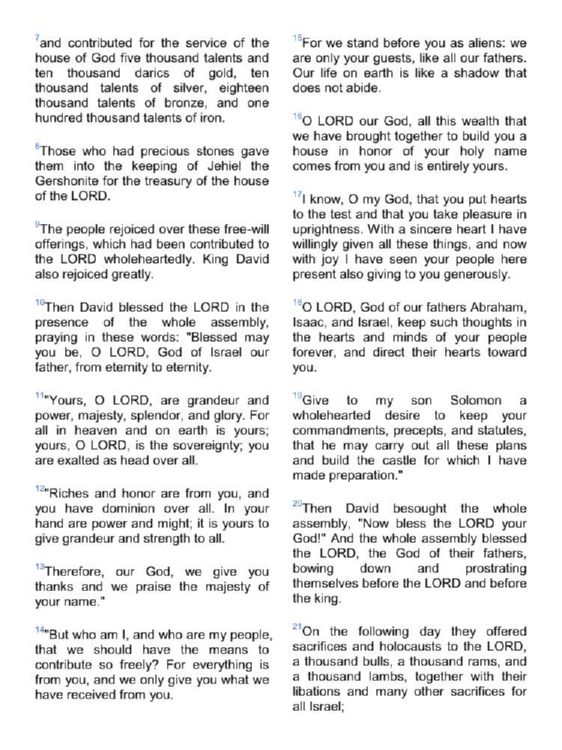 7and contributed for the service of the
house of God five thousand talents and
ten thousand darics of gold, ten
thousand talents of silver, eighteen
thousand talents of bronze, and one
hundred thousand talents of iron.
8Those who had precious stones gave
them into the keeping of Jehiel the
Gershonite for the treasury of the house
of the LORD.
9The people rejoiced over these free-will
offerings, which had been contributed to
the LORD wholeheartedly. King David
also rejoiced greatly.
10Then David blessed the LORD in the
presence of the whole assembly,
praying in these words: "Blessed may
you be, O LORD, God of Israel our
father, from eternity to eternity.
11"Yours, O LORD, are grandeur and
power, majesty, splendor, and glory. For
all in heaven and on earth is yours;
yours, O LORD, is the sovereignty; you
are exalted as head over all.
12"Riches and honor are from you, and
you have dominion over all. In your
hand are power and might; it is yours to
give grandeur and strength to all.
13Therefore, our God, we give you
thanks and we praise the majesty of
your name."
14"But who am I, and who are my people,
that we should have the means to
contribute so freely? For everything is
from you, and we only give you what we
have received from you.
15For we stand before you as aliens: we
are only your guests, like all our fathers.
Our life on earth is like a shadow that
does not abide.
16O LORD our God, all this wealth that
we have brought together to build you a
house in honor of your holy name
comes from you and is entirely yours.
17I know, O my God, that you put hearts
to the test and that you take pleasure in
uprightness. With a sincere heart I have
willingly given all these things, and now
with joy I have seen your people here
present also giving to you generously.
18O LORD, God of our fathers Abraham,
Isaac, and Israel, keep such thoughts in
the hearts and minds of your people
forever, and direct their hearts toward
you.
19Give to my son Solomon a
wholehearted desire to keep your
commandments, precepts, and statutes,
that he may carry out all these plans
and build the castle for which I have
made preparation."
20Then David besought the whole
assembly, "Now bless the LORD your
God!" And the whole assembly blessed
the LORD, the God of their fathers,
bowing down and prostrating
themselves before the LORD and before
the king.
21On the following day they offered
sacrifices and holocausts to the LORD,
a thousand bulls, a thousand rams, and
a thousand lambs, together with their
libations and many other sacrifices for
all Israel;